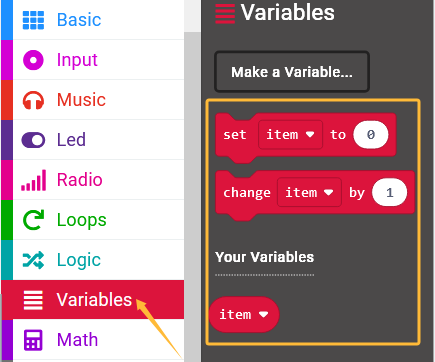 Basic
Input
Music
Led
Radio
Loops
Logic
Variables
Math
Variables
Make a Variable...
set item to 0
change item by 1
Your Variables
item